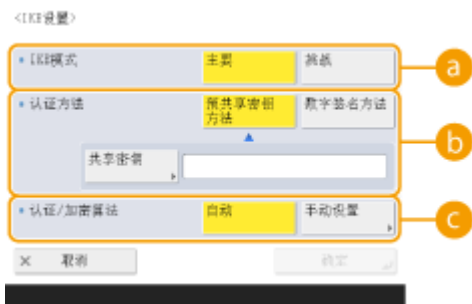 <IKE设置>
• IKE模式 主要 挑战
a
• 认证方法 预共享密钥方法 数字签名方法
b
共享密钥
• 认证/加密算法 自动 手动设置
c
× 取消 确定